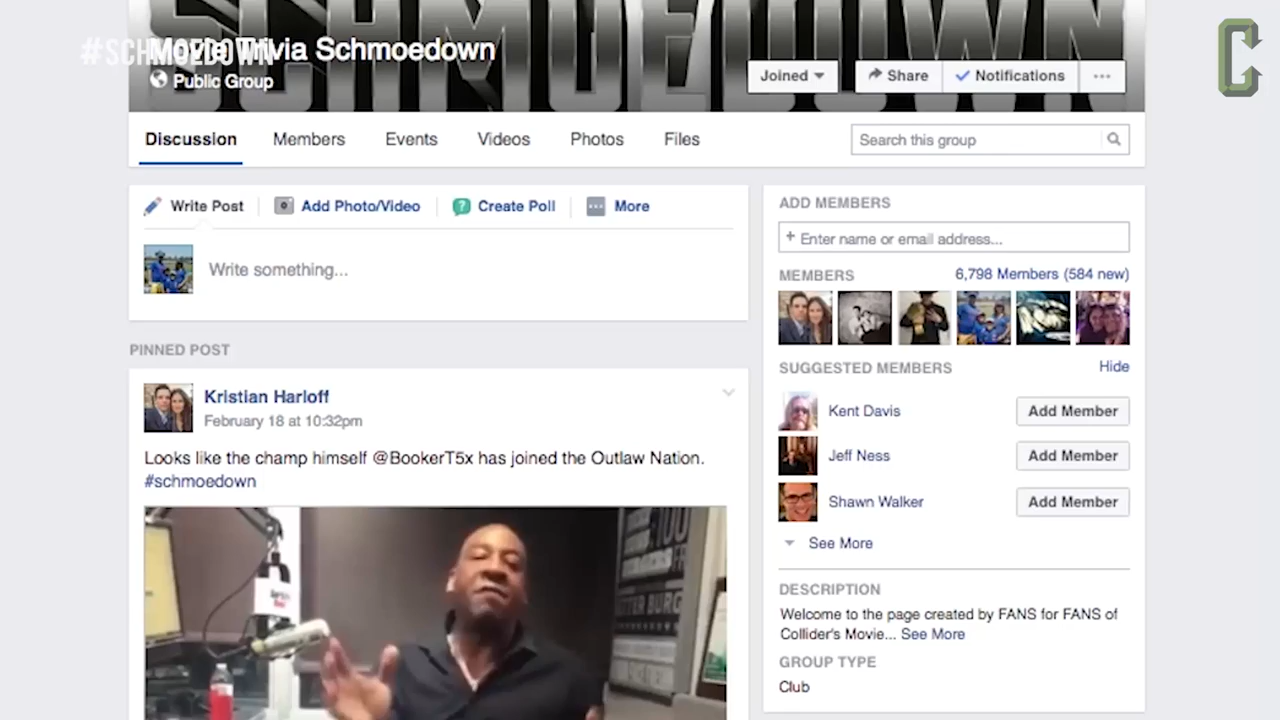 SCHMOEDOWN
#SCHMOEDOWN
Movie Trivia Schmoedown
Public Group
Joined
Share
Notifications
Discussion
Members
Events
Videos
Photos
Files
Search this group
Write Post
Add Photo/Video
Create Poll
More
Write something...
PINNED POST
Kristian Harloff
February 18 at 10:32pm
Looks like the champ himself @BookerT5x has joined the Outlaw Nation.
#schmoedown
ADD MEMBERS
+ Enter name or email address...
MEMBERS
6,798 Members (584 new)
SUGGESTED MEMBERS
Hide
Kent Davis
Add Member
Jeff Ness
Add Member
Shawn Walker
Add Member
See More
DESCRIPTION
Welcome to the page created by FANS for FANS of
Collider's Movie... See More
GROUP TYPE
Club